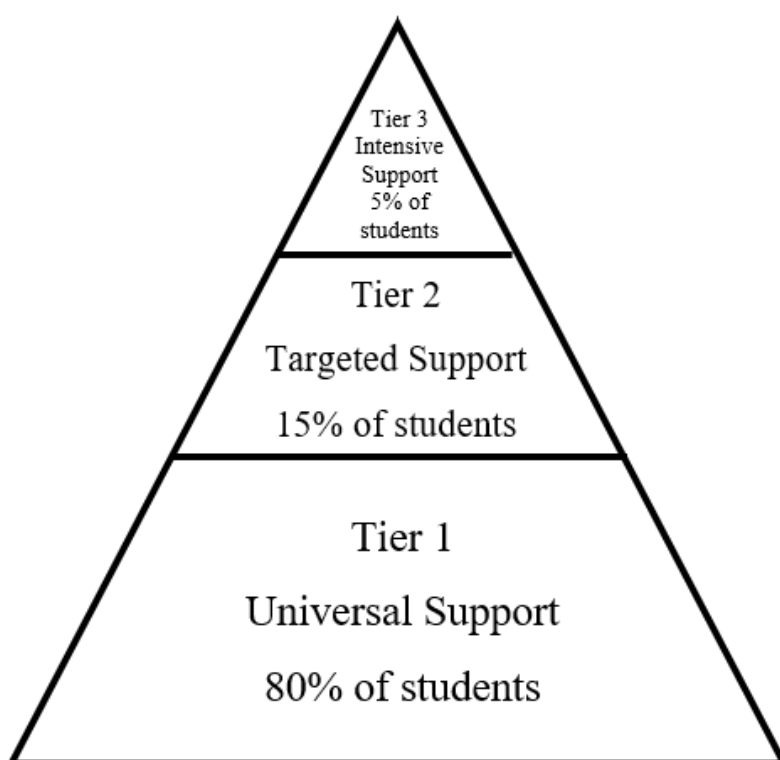 Tier 3
Intensive
Support
5% of
students
Tier 2
Targeted Support
15% of students
Tier 1
Universal Support
80% of students